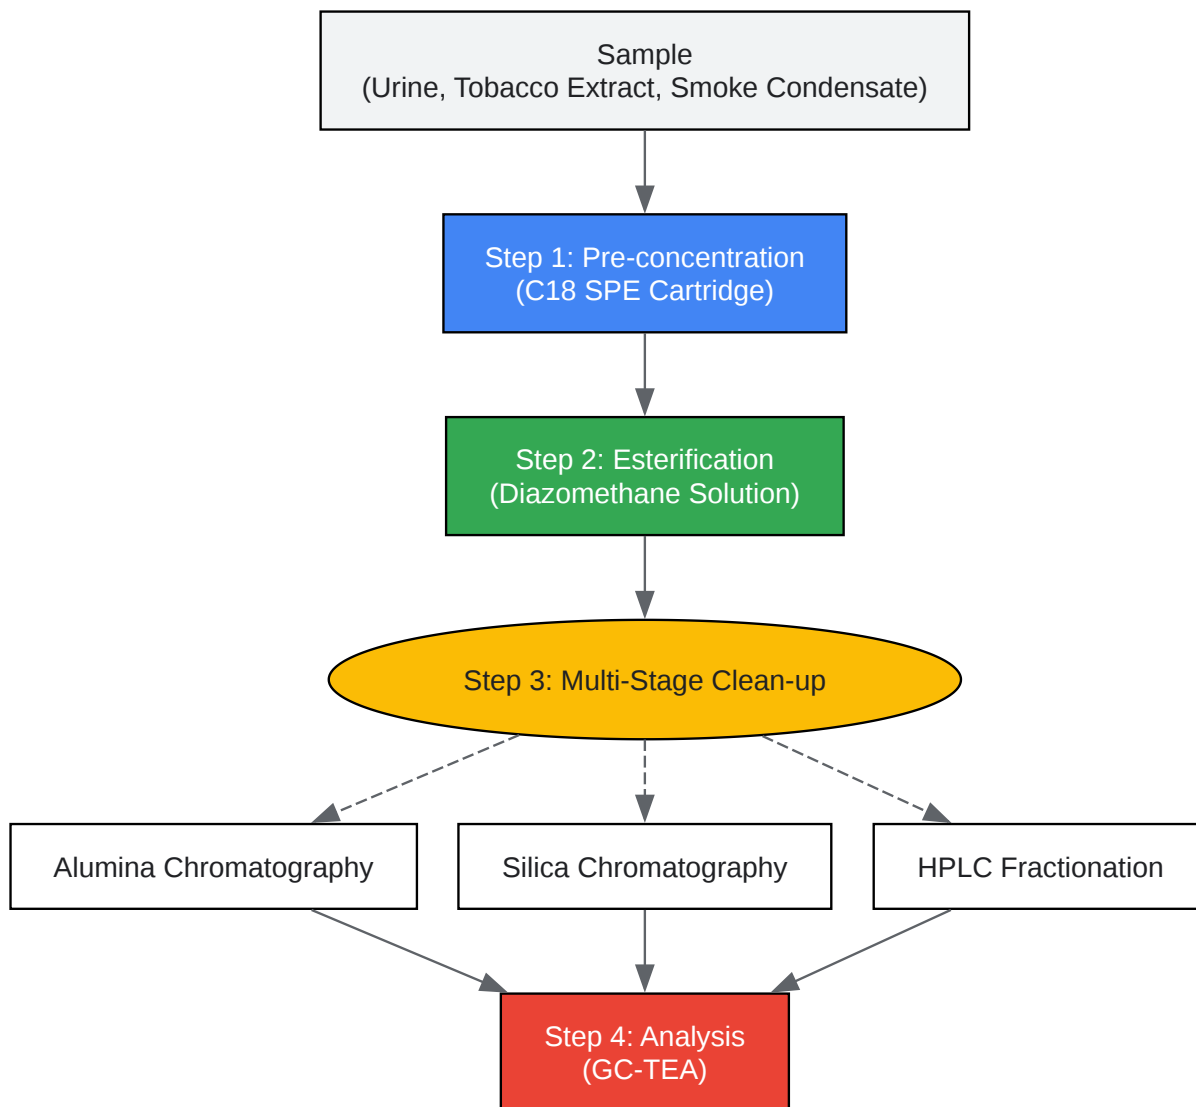 Sample
(Urine, Tobacco Extract, Smoke Condensate)
Step 1: Pre-concentration
(C18 SPE Cartridge)
Step 2: Esterification
(Diazomethane Solution)
Step 3: Multi-Stage Clean-up
Alumina Chromatography
Silica Chromatography
HPLC Fractionation
Step 4: Analysis
(GC-TEA)